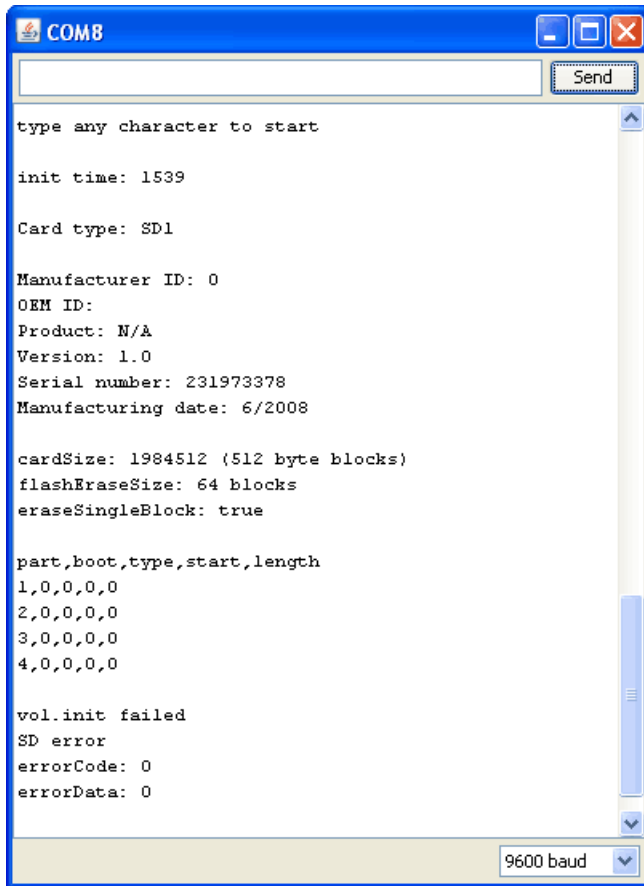 COM8
Send
type any character to start
init time: 1539
Card type: SD1
Manufacturer ID: 0
OEM ID:
Product: N/A
Version: 1.0
Serial number: 231973378
Manufacturing date: 6/2008
cardSize: 1984512 (512 byte blocks)
flashEraseSize: 64 blocks
eraseSingleBlock: true
part,boot,type,start,length
1,0,0,0,0
2,0,0,0,0
3,0,0,0,0
4,0,0,0,0
vol.init failed
SD error
errorCode: 0
errorData: 0
9600 baud